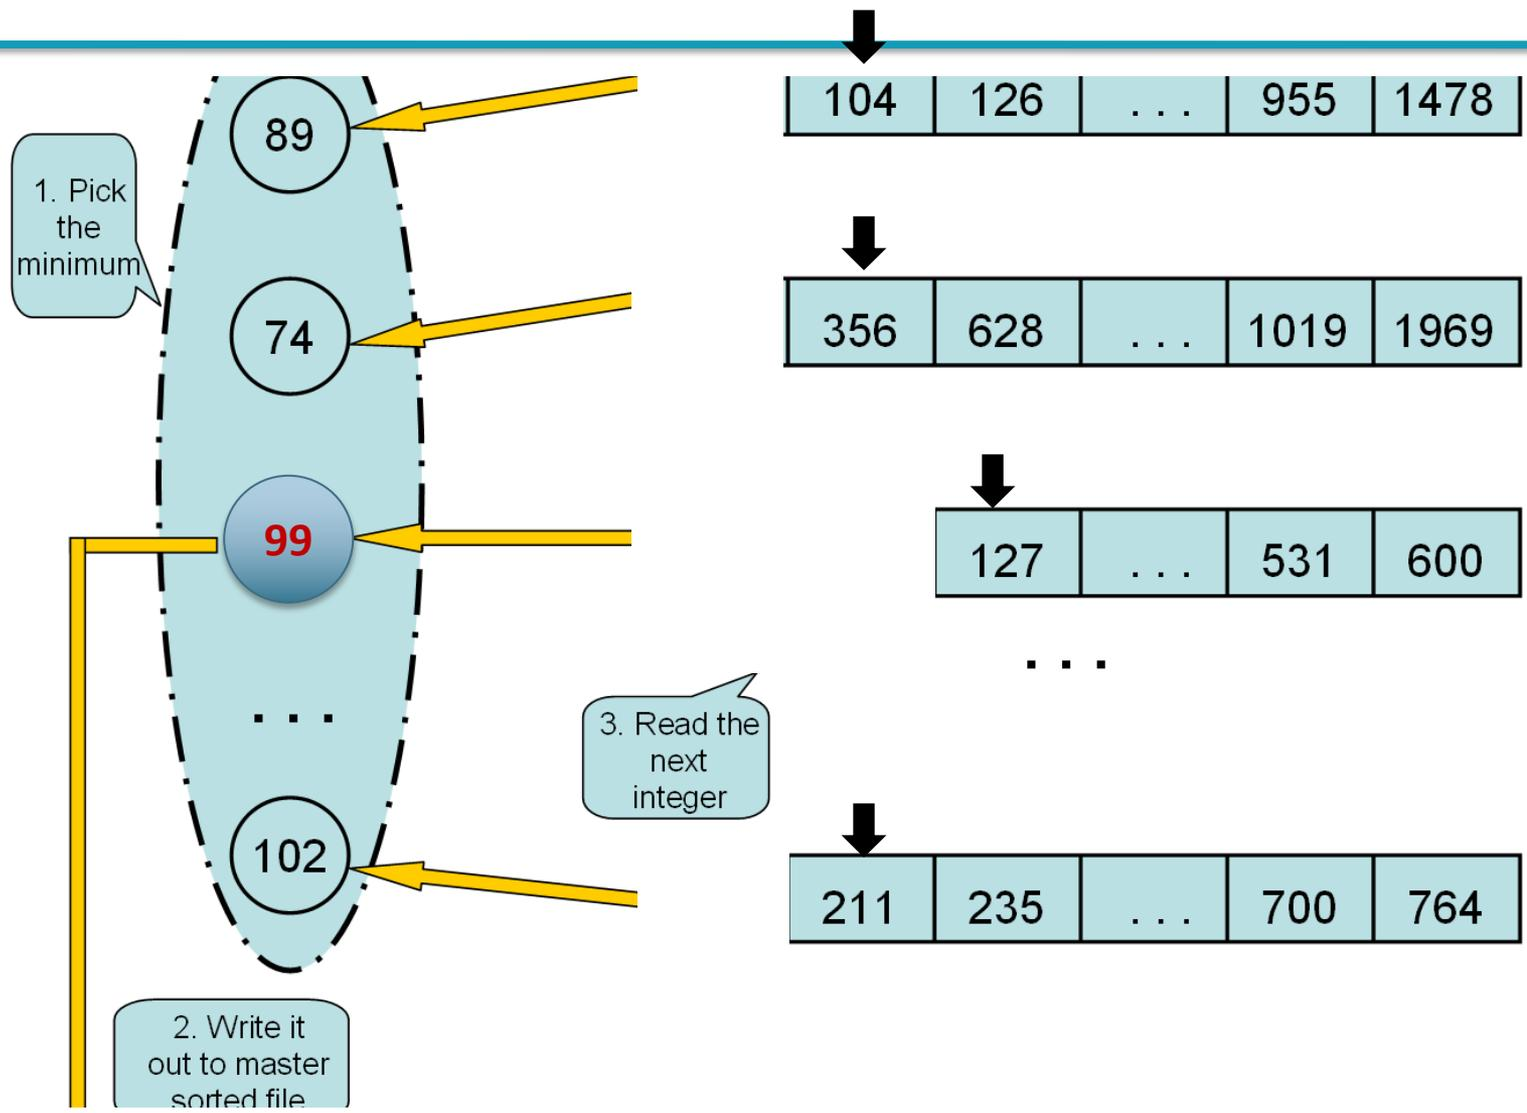 104 126 . . . 955 1478
89
1. Pick
the
minimum
356 628 . . . 1019 1969
74
99
127 . . . 531 600
. . .
. . .
3. Read the
next
integer
102
211 235 . . . 700 764
2. Write it
out to master
sorted file